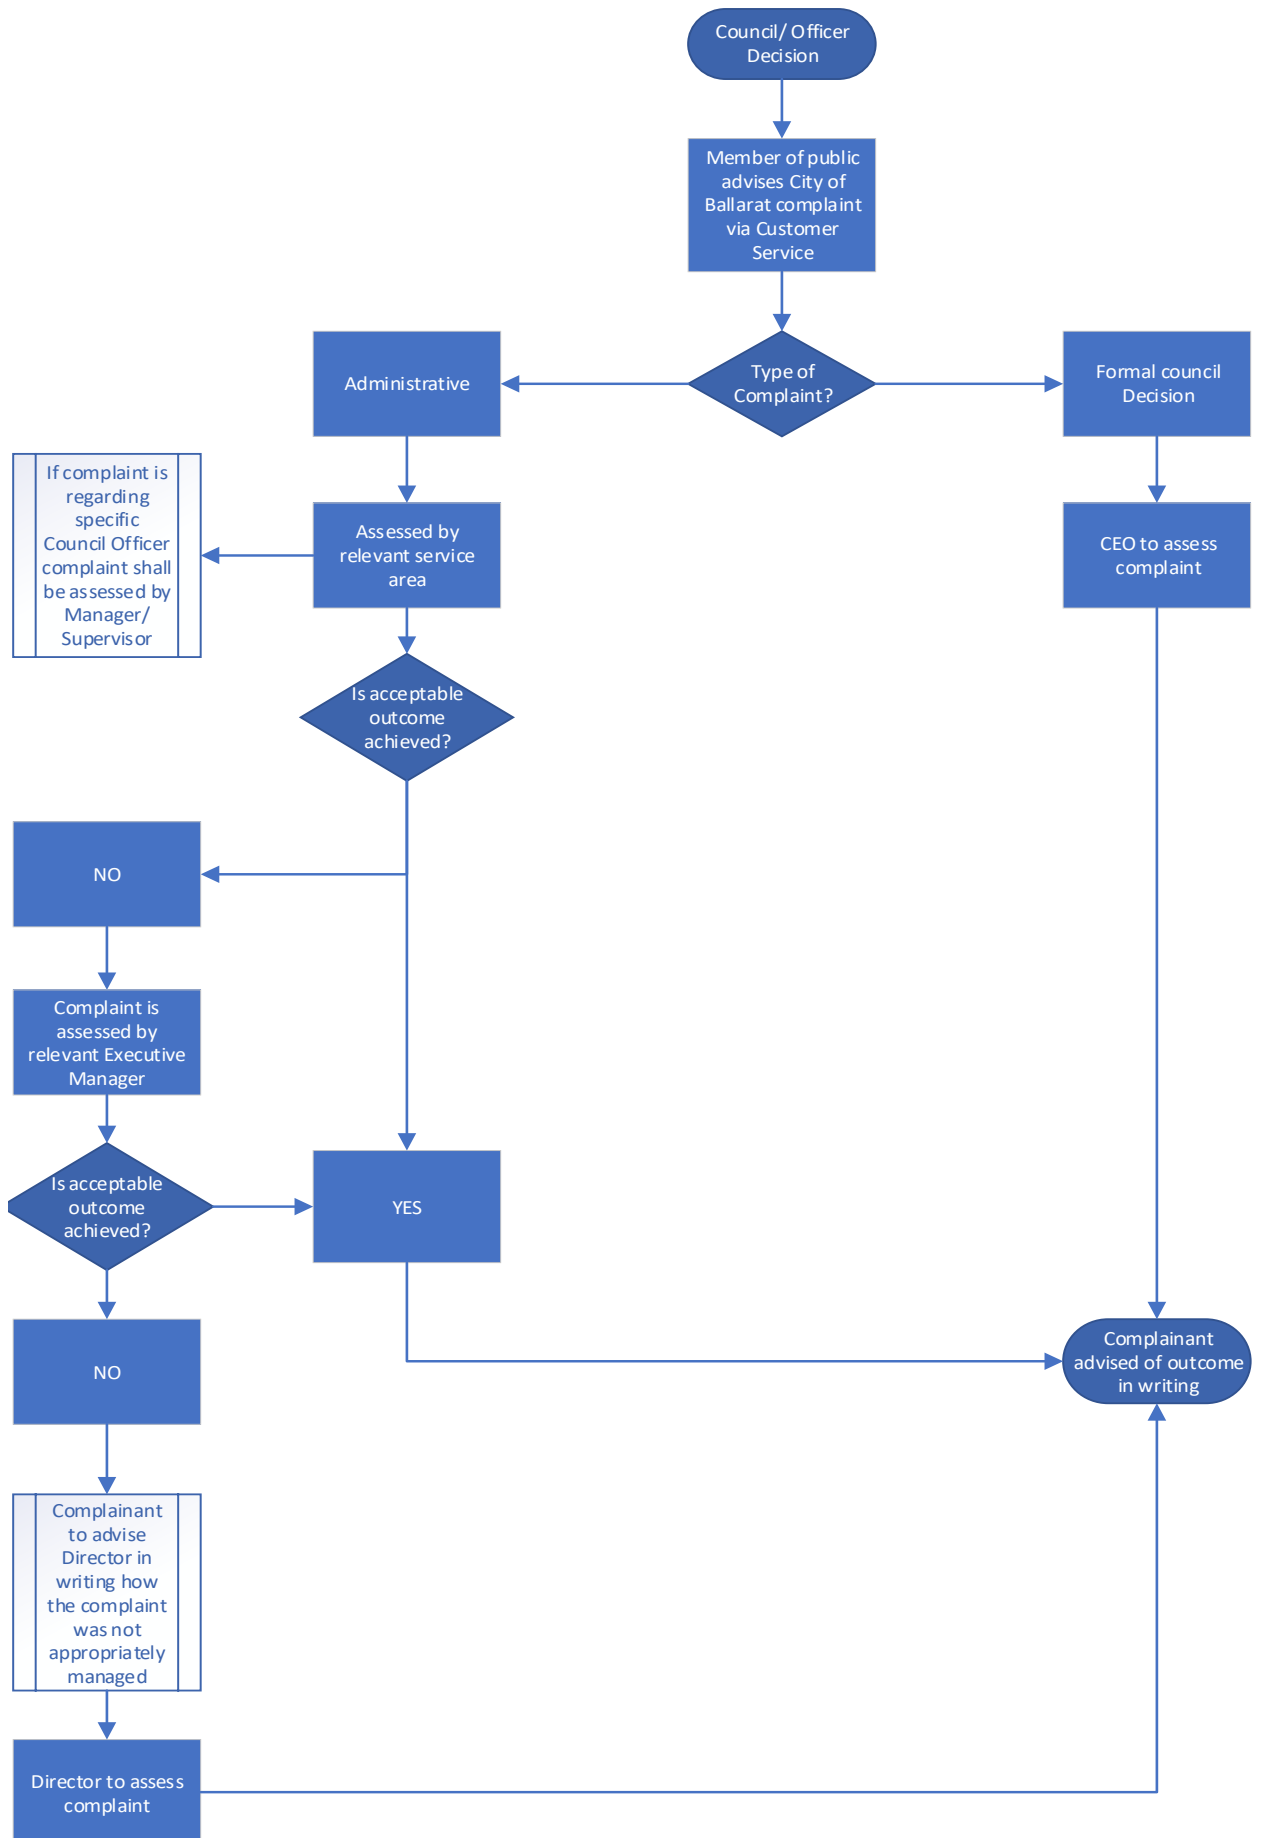 Council/ Officer
Decision
Member of public
advises City of
Ballarat complaint
via Customer
Service
Type of
Complaint?
Administrative
Formal council
Decision
If complaint is
regarding
specific
Council Officer
complaint shall
be assessed by
Manager/
Supervisor
Assessed by
relevant service
area
CEO to assess
complaint
Is acceptable
outcome
achieved?
NO
Complaint is
assessed by
relevant Executive
Manager
Is acceptable
outcome
achieved?
YES
NO
Complainant
advised of outcome
in writing
Complainant
to advise
Director in
writing how
the complaint
was not
appropriately
managed
Director to assess
complaint